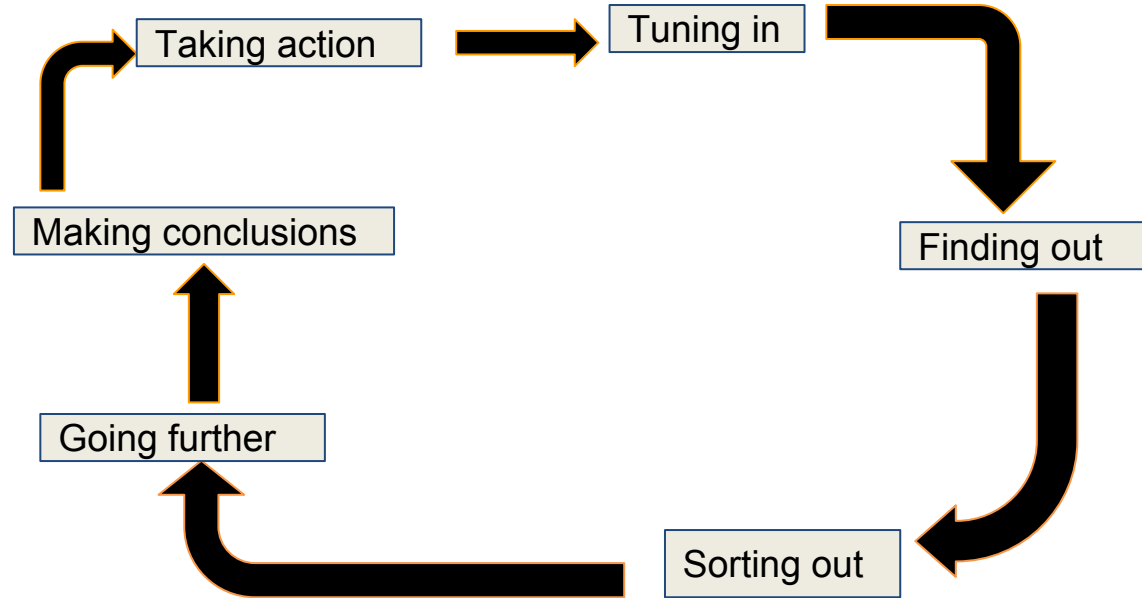 Taking action
Tuning in
Making conclusions
Finding out
Going further
Sorting out